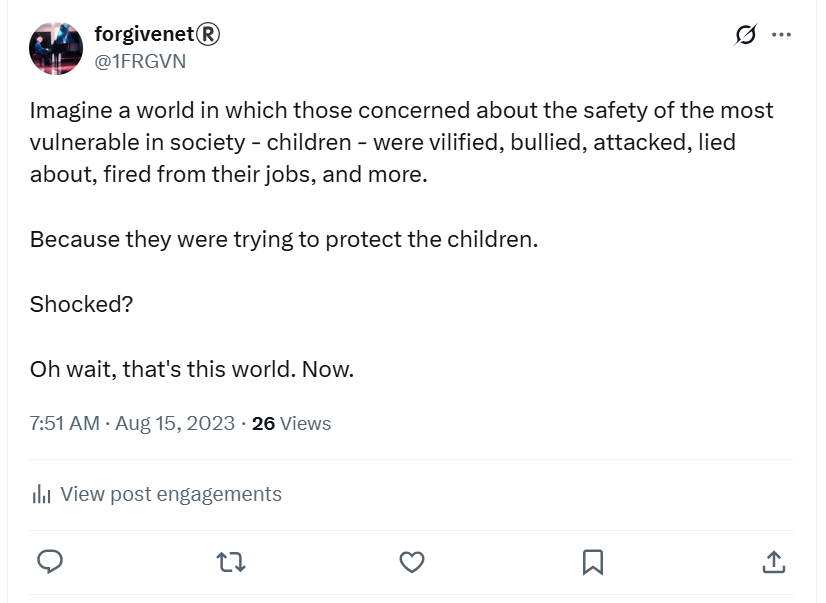 forgivenet®
@1FRGVN
Imagine a world in which those concerned about the safety of the most
vulnerable in society - children - were vilified, bullied, attacked, lied
about, fired from their jobs, and more.
Because they were trying to protect the children.
Shocked?
Oh wait, that's this world. Now.
7:51 AM · Aug 15, 2023 · 26 Views
View post engagements